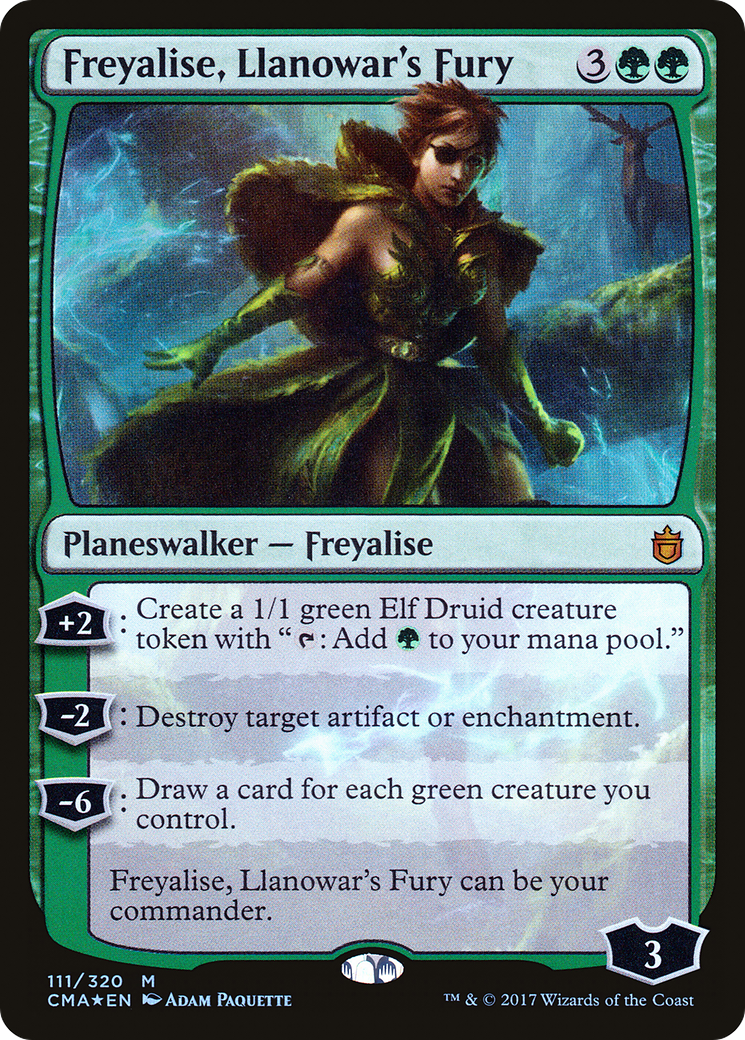 Freyalise, Llanowar's Fury 3
Planeswalker — Freyalise
+2 : Create a 1/1 green Elf Druid creature
token with “ : Add to your mana pool.”
-2 : Destroy target artifact or enchantment.
-6 : Draw a card for each green creature you
control.
Freyalise, Llanowar's Fury can be your
commander.
3
111/320 M
CMA★EN Adam Paquette
™ & © 2017 Wizards of the Coast